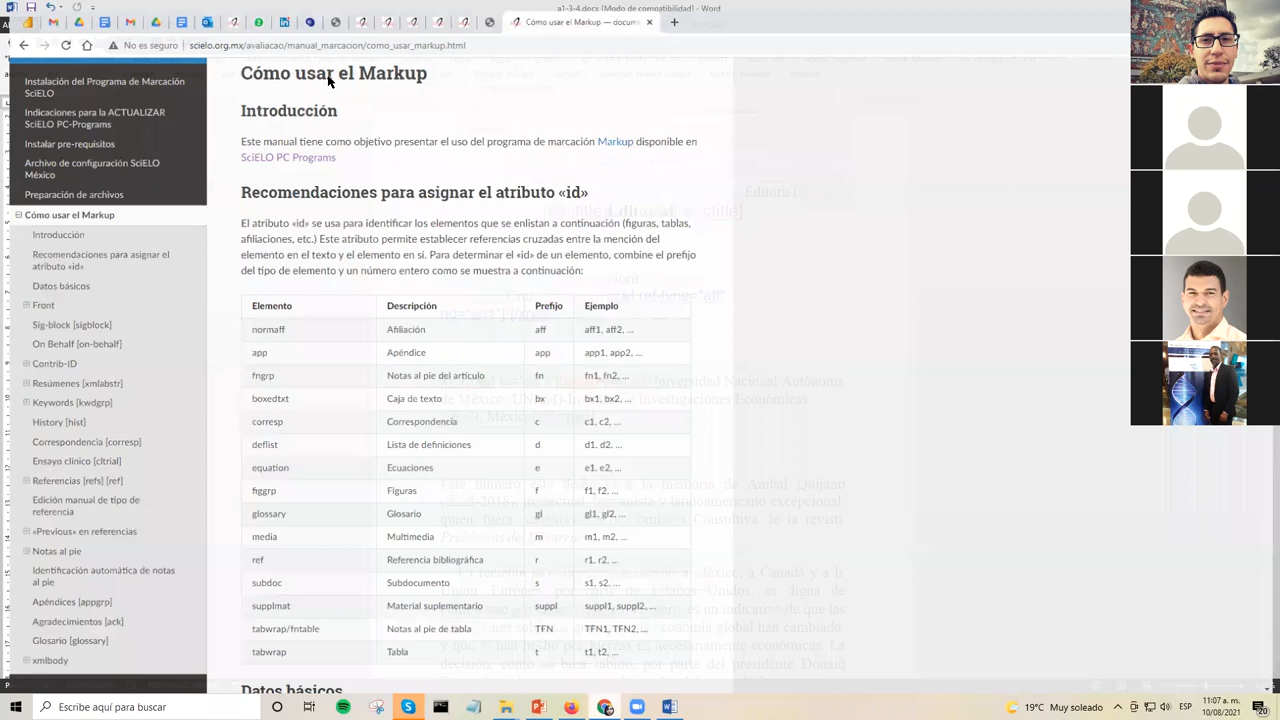 a1-3-4.docx [Modo de compatibilidad] - Word
Cómo usar el Markup — docum
No es seguro
scielo.org.mx/avaliacao/manual_marcacion/como_usar_markup.html
Instalación del Programa de Marcación
SciELO
Indicaciones para la ACTUALIZAR
SciELO PC-Programs
Instalar pre-requisitos
Archivo de configuración SciELO
México
Preparación de archivos
Cómo usar el Markup
Introducción
Recomendaciones para asignar el
atributo «id»
Datos básicos
Front
Sig-block [sigblock]
On Behalf [on-behalf]
Contrib-ID
Resúmenes [xmlabstr]
Keywords [kwdgrp]
History [hist]
Correspondencia [corresp]
Ensayo clínico [cltrial]
Referencias [refs] [ref]
Edición manual de tipo de
referencia
«Previous» en referencias
Notas al pie
Identificación automática de notas
al pie
Apéndices [appgrp]
Agradecimientos [ack]
Glosario [glossary]
xmlbody
Cómo usar el Markup
Introducción
Este manual tiene como objetivo presentar el uso del programa de marcación Markup disponible en
SciELO PC Programs
Recomendaciones para asignar el atributo «id»
El atributo «id» se usa para identificar los elementos que se enlistan a continuación (figuras, tablas,
afiliaciones, etc.) Este atributo permite establecer referencias cruzadas entre la mención del
elemento en el texto y el elemento en sí. Para determinar el «id» de un elemento, combine el prefijo
del tipo de elemento y un número entero como se muestra a continuación:
Elemento Descripción Prefijo Ejemplo
normaff Afiliación aff aff1, aff2, ...
app Apéndice app app1, app2, ...
fngrp Notas al pie del artículo fn fn1, fn2, ...
boxedtxt Caja de texto bx bx1, bx2, ...
corresp Correspondencia c c1, c2, ...
deflist Lista de definiciones d d1, d2, ...
equation Ecuaciones e e1, e2, ...
figgrp Figuras f f1, f2, ...
glossary Glosario gl gl1, gl2, ...
media Multimedia m m1, m2, ...
ref Referencia bibliográfica r r1, r2, ...
subdoc Subdocumento s s1, s2, ...
supplmat Material suplementario suppl suppl1, suppl2, ...
tabwrap/fntable Notas al pie de tabla TFN TFN1, TFN2, ...
tabwrap Tabla t t1, t2, ...
Datos básicos
Escribe aquí para buscar
19°C Muy soleado
ESP
11:07 a. m.
10/08/2021
20